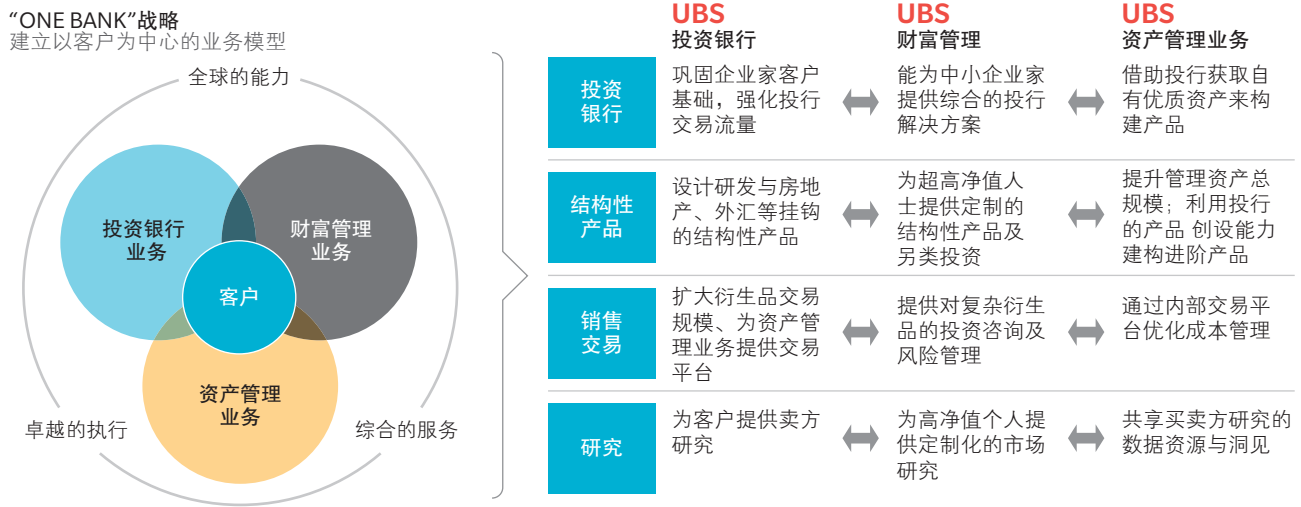 “ONE BANK”战略
建立以客户为中心的业务模型
全球的能力
投资银行
业务
财富管理
业务
客户
资产管理
业务
卓越的执行
综合的服务
UBS
投资银行
UBS
财富管理
UBS
资产管理业务
投资
银行
巩固企业家客户
基础，强化投行
交易流量
能为中小企业家
提供综合的投行
解决方案
借助投行获取自
有优质资产来构
建产品
结构性
产品
设计研发与房地
产、外汇等挂钩
的结构性产品
为超高净值人
士提供定制的
结构性产品及
另类投资
提升管理资产总
规模；利用投行
的产品 创设能力
建构进阶产品
销售
交易
扩大衍生品交易
规模、为资产管
理业务提供交易
平台
提供对复杂衍生
品的投资咨询及
风险管理
通过内部交易平
台优化成本管理
研究
为客户提供卖方
研究
为高净值个人提
供定制化的市场
研究
共享买卖方研究的
数据资源与洞见